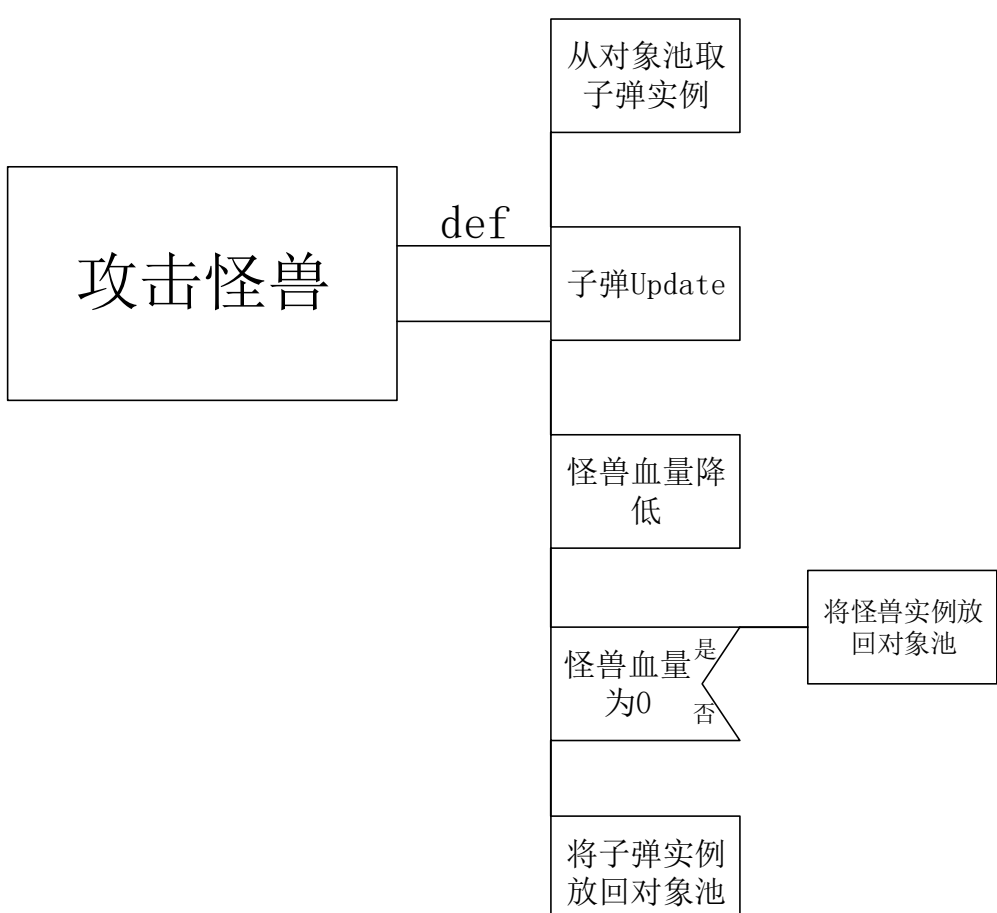 从对象池取
子弹实例
def
攻击怪兽
子弹Update
怪兽血量降
低
将怪兽实例放
回对象池
怪兽血量
为0
是
否
将子弹实例
放回对象池